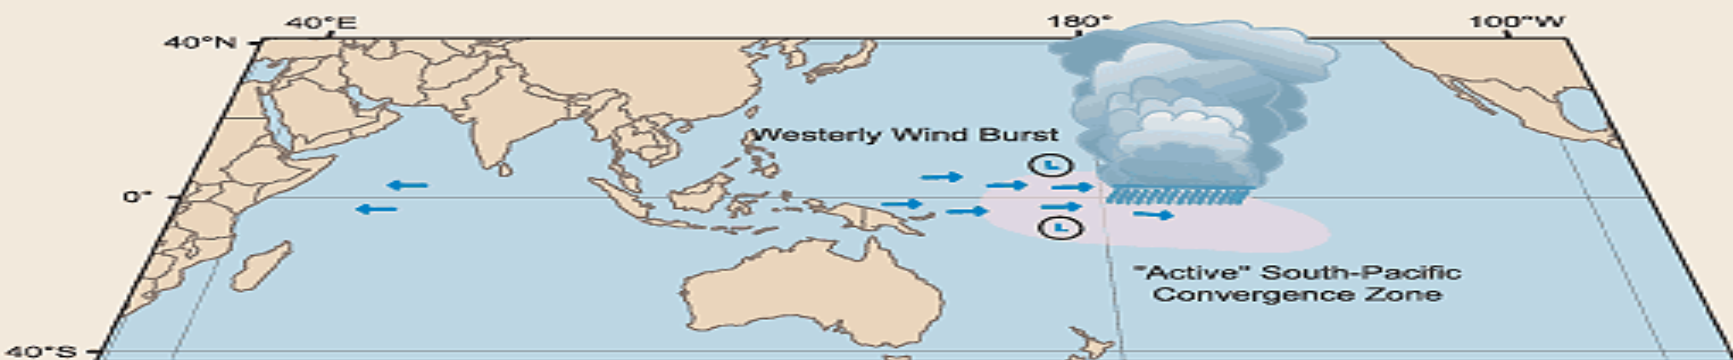 40°E
180°
100°W
40°N
Westerly Wind Burst
L
0°
L
"Active" South-Pacific
Convergence Zone
40°S